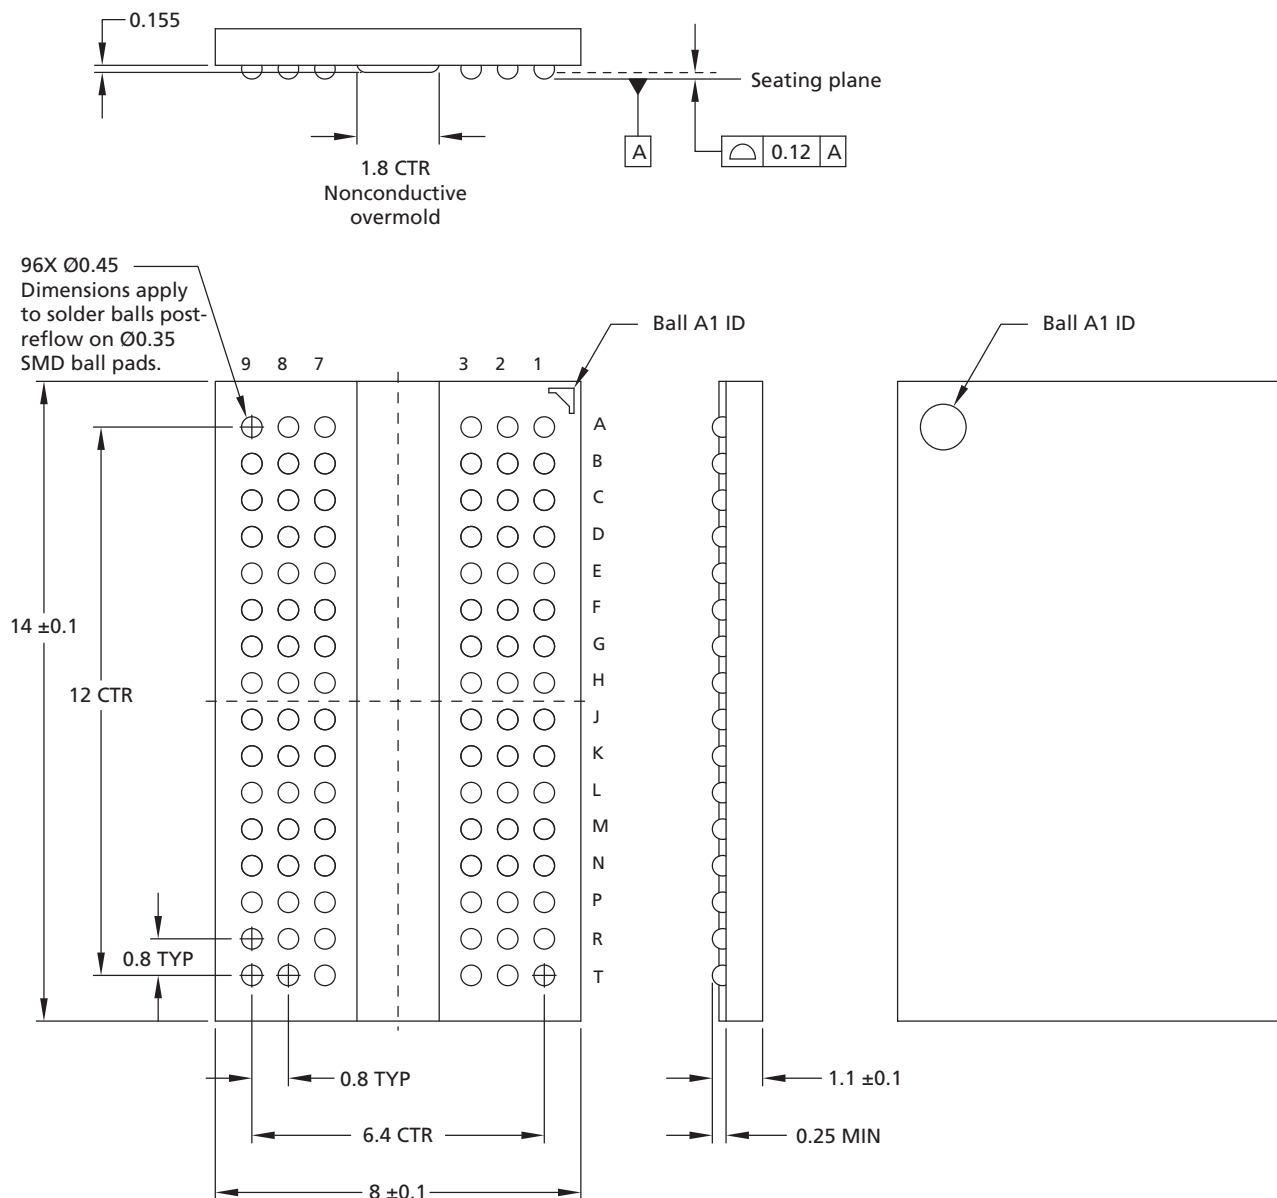 0.155
Seating plane
A
0.12 A
1.8 CTR
Nonconductive
overmold
96X Ø0.45
Dimensions apply
to solder balls post-
reflow on Ø0.35
SMD ball pads.
Ball A1 ID
Ball A1 ID
9 8 7 3 2 1
A
B
C
D
E
F
G
H
J
K
L
M
N
P
R
T
14 ±0.1
12 CTR
0.8 TYP
0.8 TYP
1.1 ±0.1
6.4 CTR
0.25 MIN
8 ±0.1